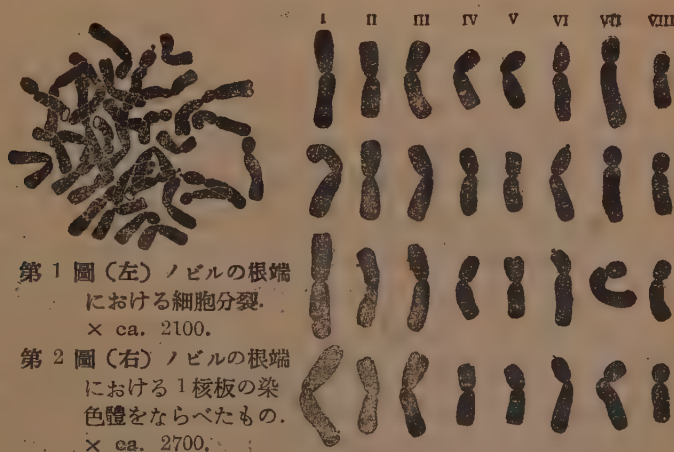 I II III IV V VI VII VIII
第 1 圖 (左) ノビルの根端
における細胞分裂.
× ca. 2100.
第 2 圖 (右) ノビルの根端
における 1 核板の染
色體をならべたもの.
× ca. 2700.